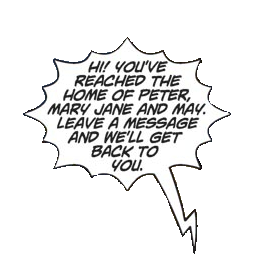 HI! YOU'VE
REACHED THE
HOME OF PETER,
MARY JANE AND MAY.
LEAVE A MESSAGE
AND WE'LL GET
BACK TO
YOU.